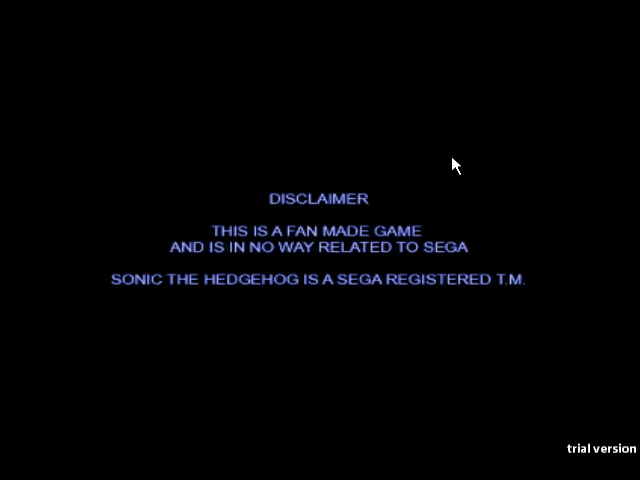 DISCLAIMER
THIS IS A FAN MADE GAME
AND IS IN NO WAY RELATED TO SEGA
SONIC THE HEDGEHOG IS A SEGA REGISTERED T.M.
trial version